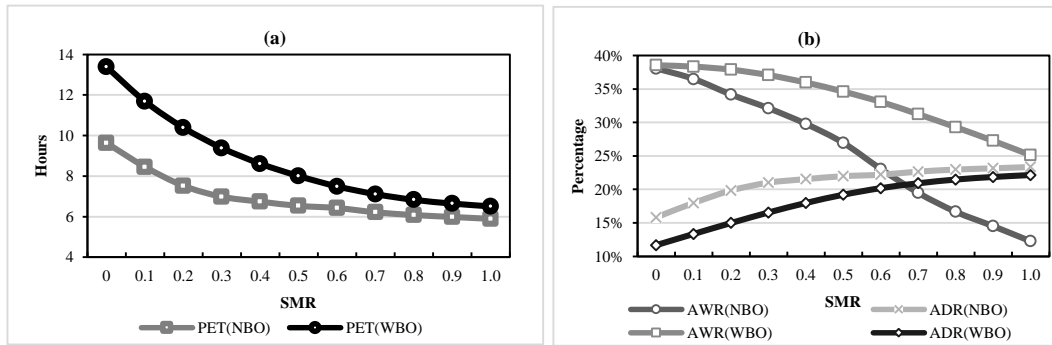 (a)
14
12
10
8
6
4
Hours
0 0.1 0.2 0.3 0.4 0.5 0.6 0.7 0.8 0.9 1.0
SMR
PET(NBO) PET(WBO)
(b)
40%
35%
30%
25%
20%
15%
10%
Percentage
0 0.1 0.2 0.3 0.4 0.5 0.6 0.7 0.8 0.9 1.0
SMR
AWR(NBO) ADR(NBO)
AWR(WBO) ADR(WBO)